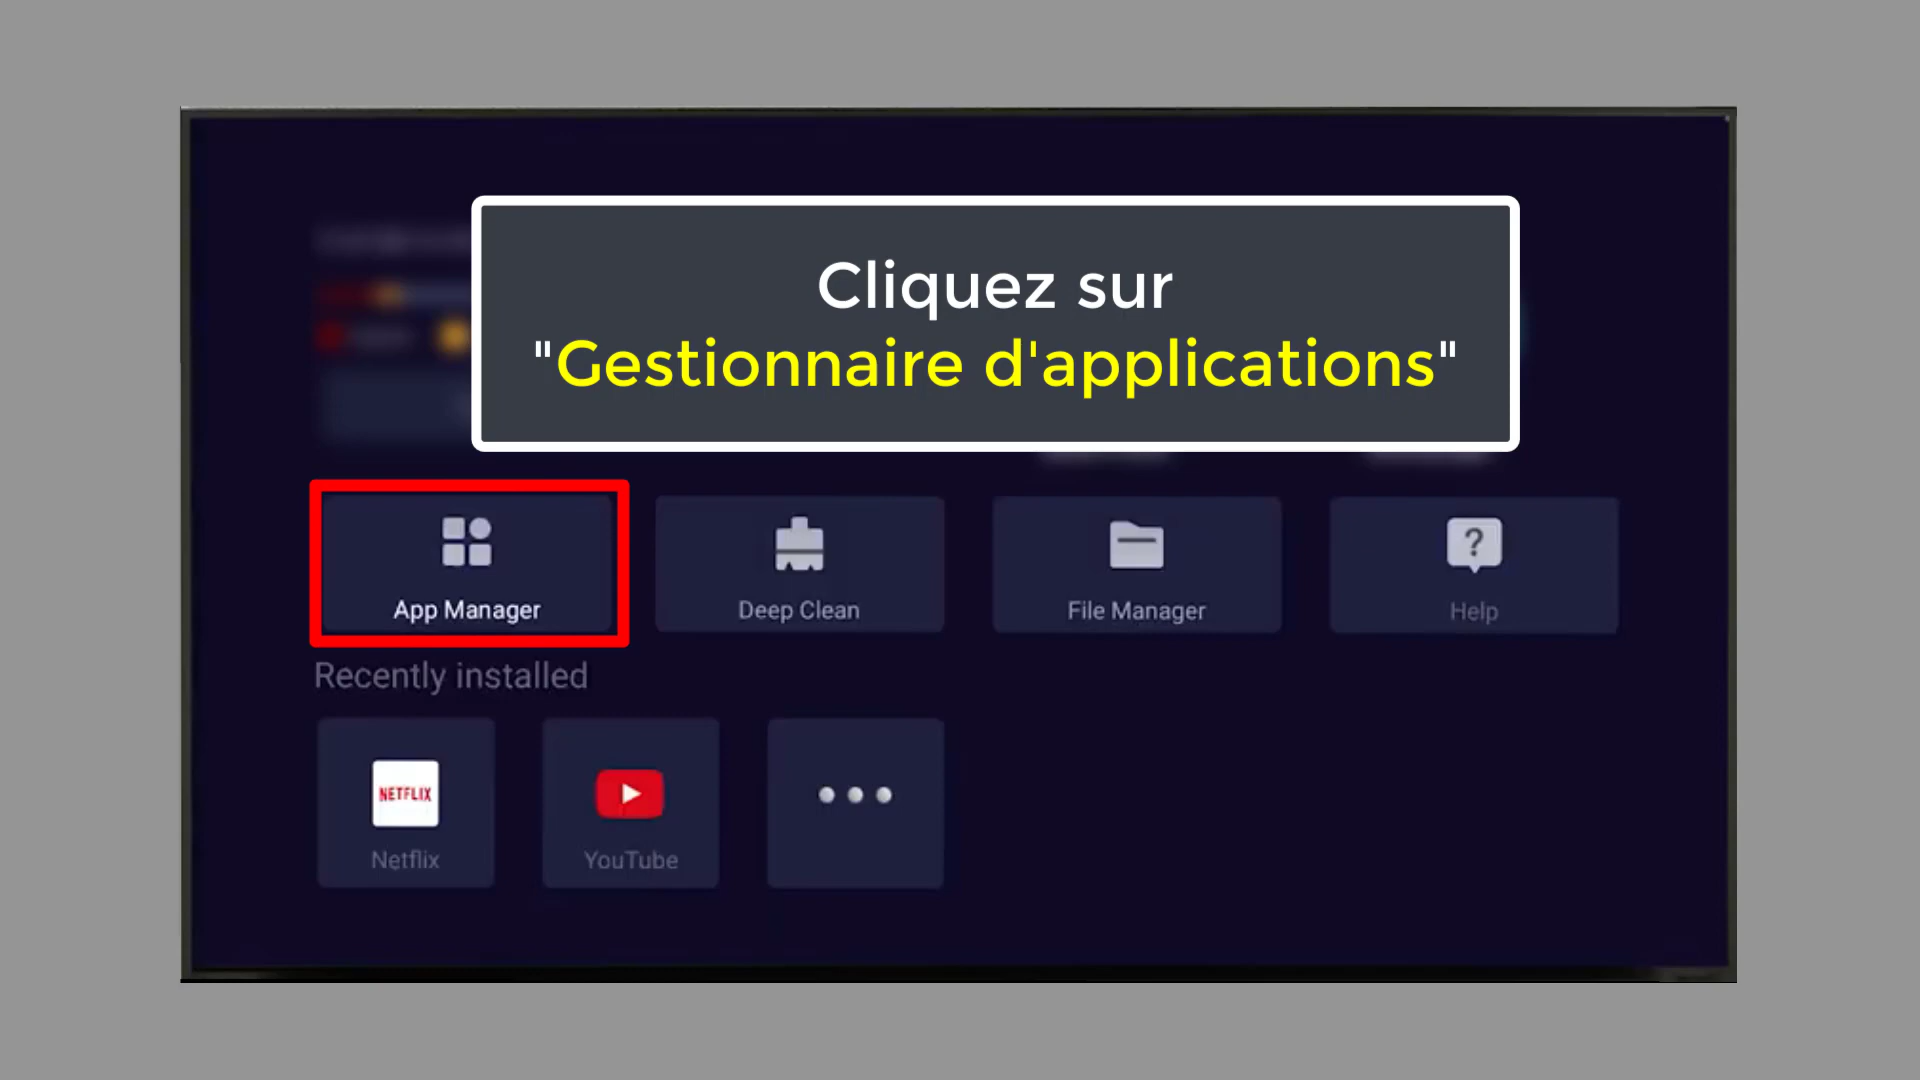 Cliquez sur
"Gestionnaire d'applications"
App Manager
Deep Clean
File Manager
?
Help
Recently installed
NETFLIX
Netflix
YouTube